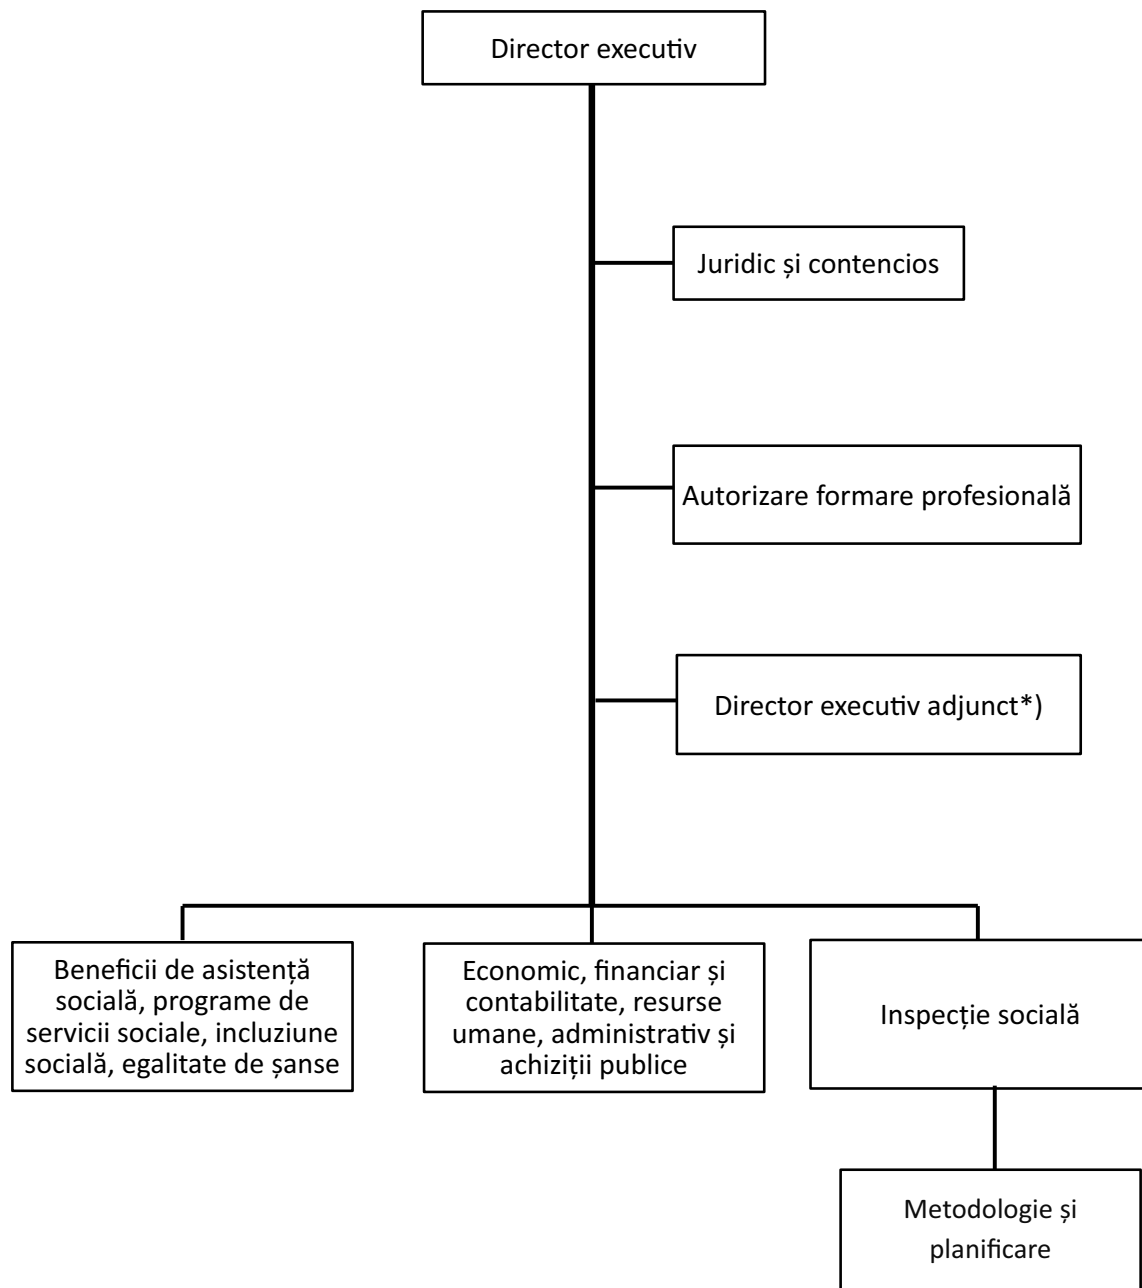 Director executiv
Juridic și contencios
Autorizare formare profesională
Director executiv adjunct*)
Beneficii de asistență
socială, programe de
servicii sociale, incluziune
socială, egalitate de șanse
Economic, financiar și
contabilitate, resurse
umane, administrativ și
achiziții publice
Inspecție socială
Metodologie și
planificare